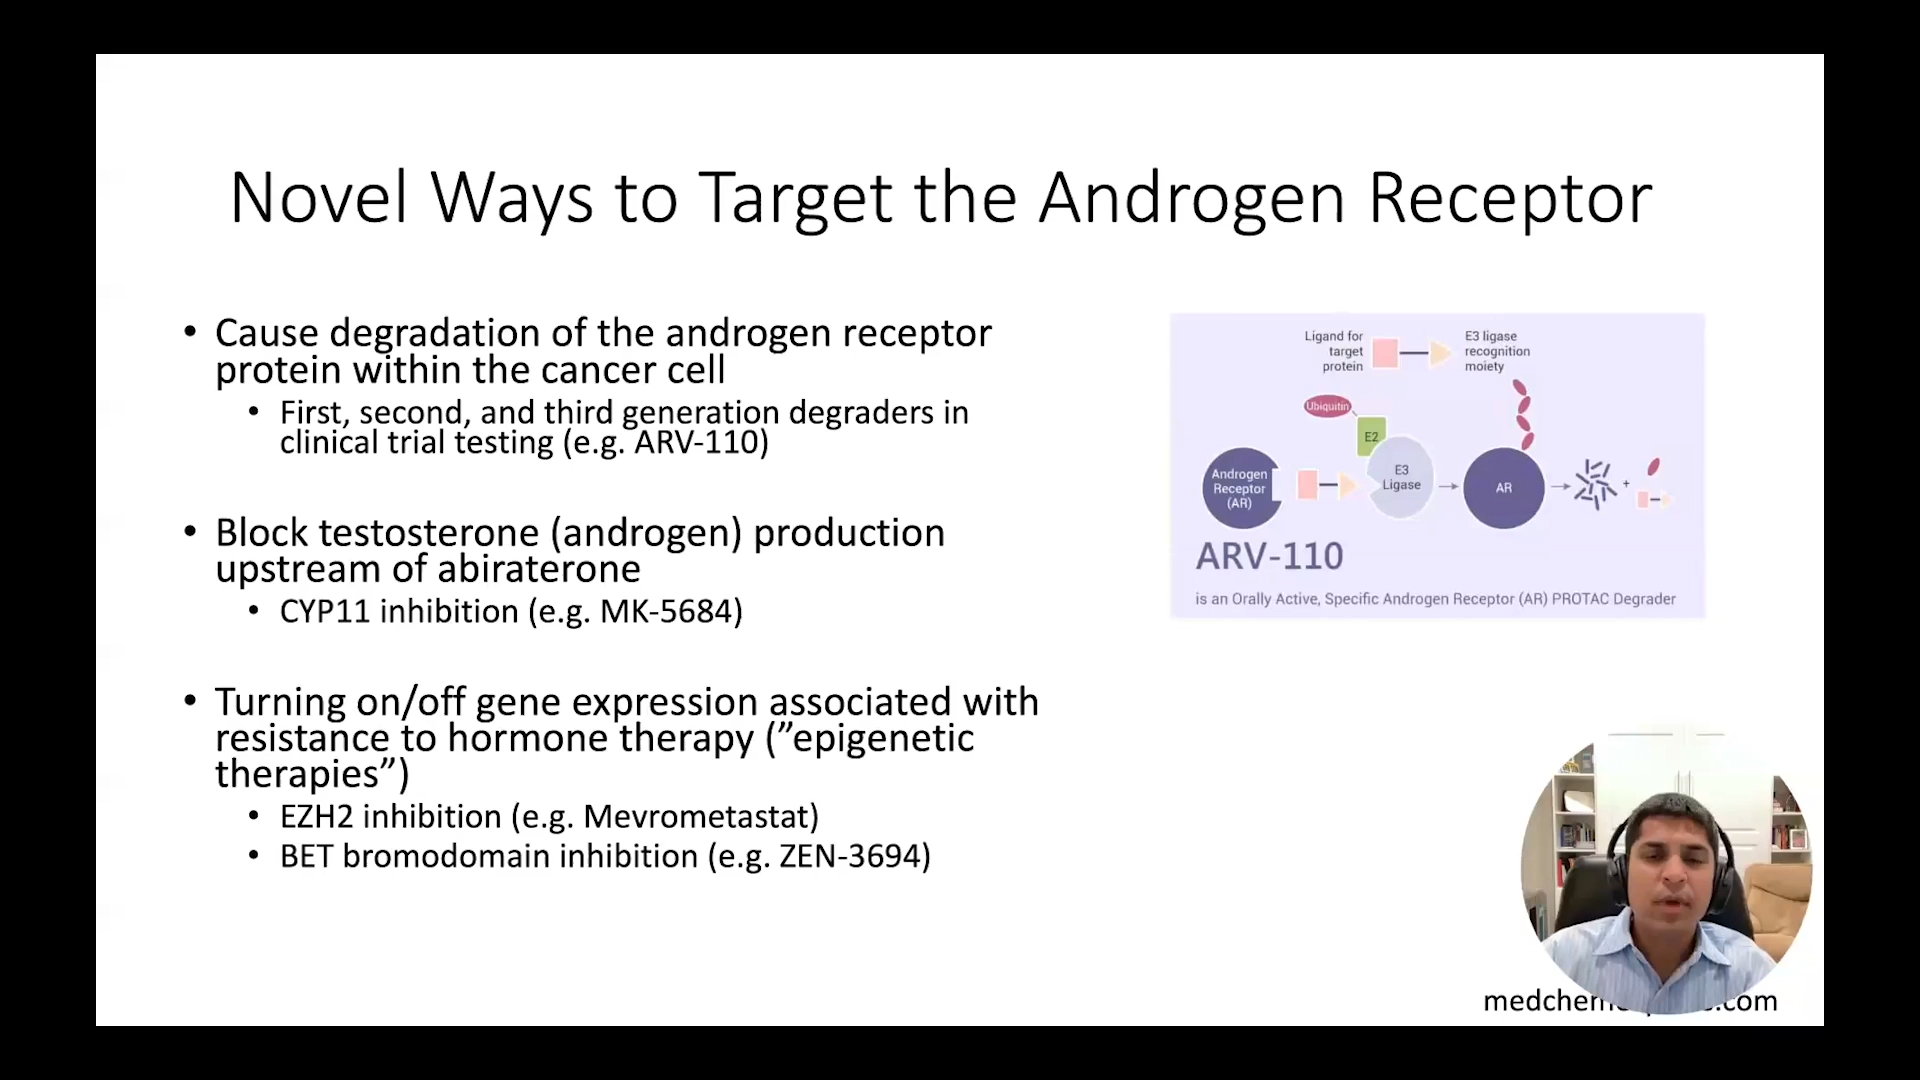 Novel Ways to Target the Androgen Receptor
• Cause degradation of the androgen receptor
protein within the cancer cell
• First, second, and third generation degraders in
clinical trial testing (e.g. ARV-110)
• Block testosterone (androgen) production
upstream of abiraterone
• CYP11 inhibition (e.g. MK-5684)
• Turning on/off gene expression associated with
resistance to hormone therapy (”epigenetic
therapies”)
• EZH2 inhibition (e.g. Mevrometastat)
• BET bromodomain inhibition (e.g. ZEN-3694)
Ligand for
target
protein
E3 ligase
recognition
moiety
Ubiquitin
E2
E3
Ligase
Androgen
Receptor
(AR)
AR
+
ARV-110
is an Orally Active, Specific Androgen Receptor (AR) PROTAC Degrader